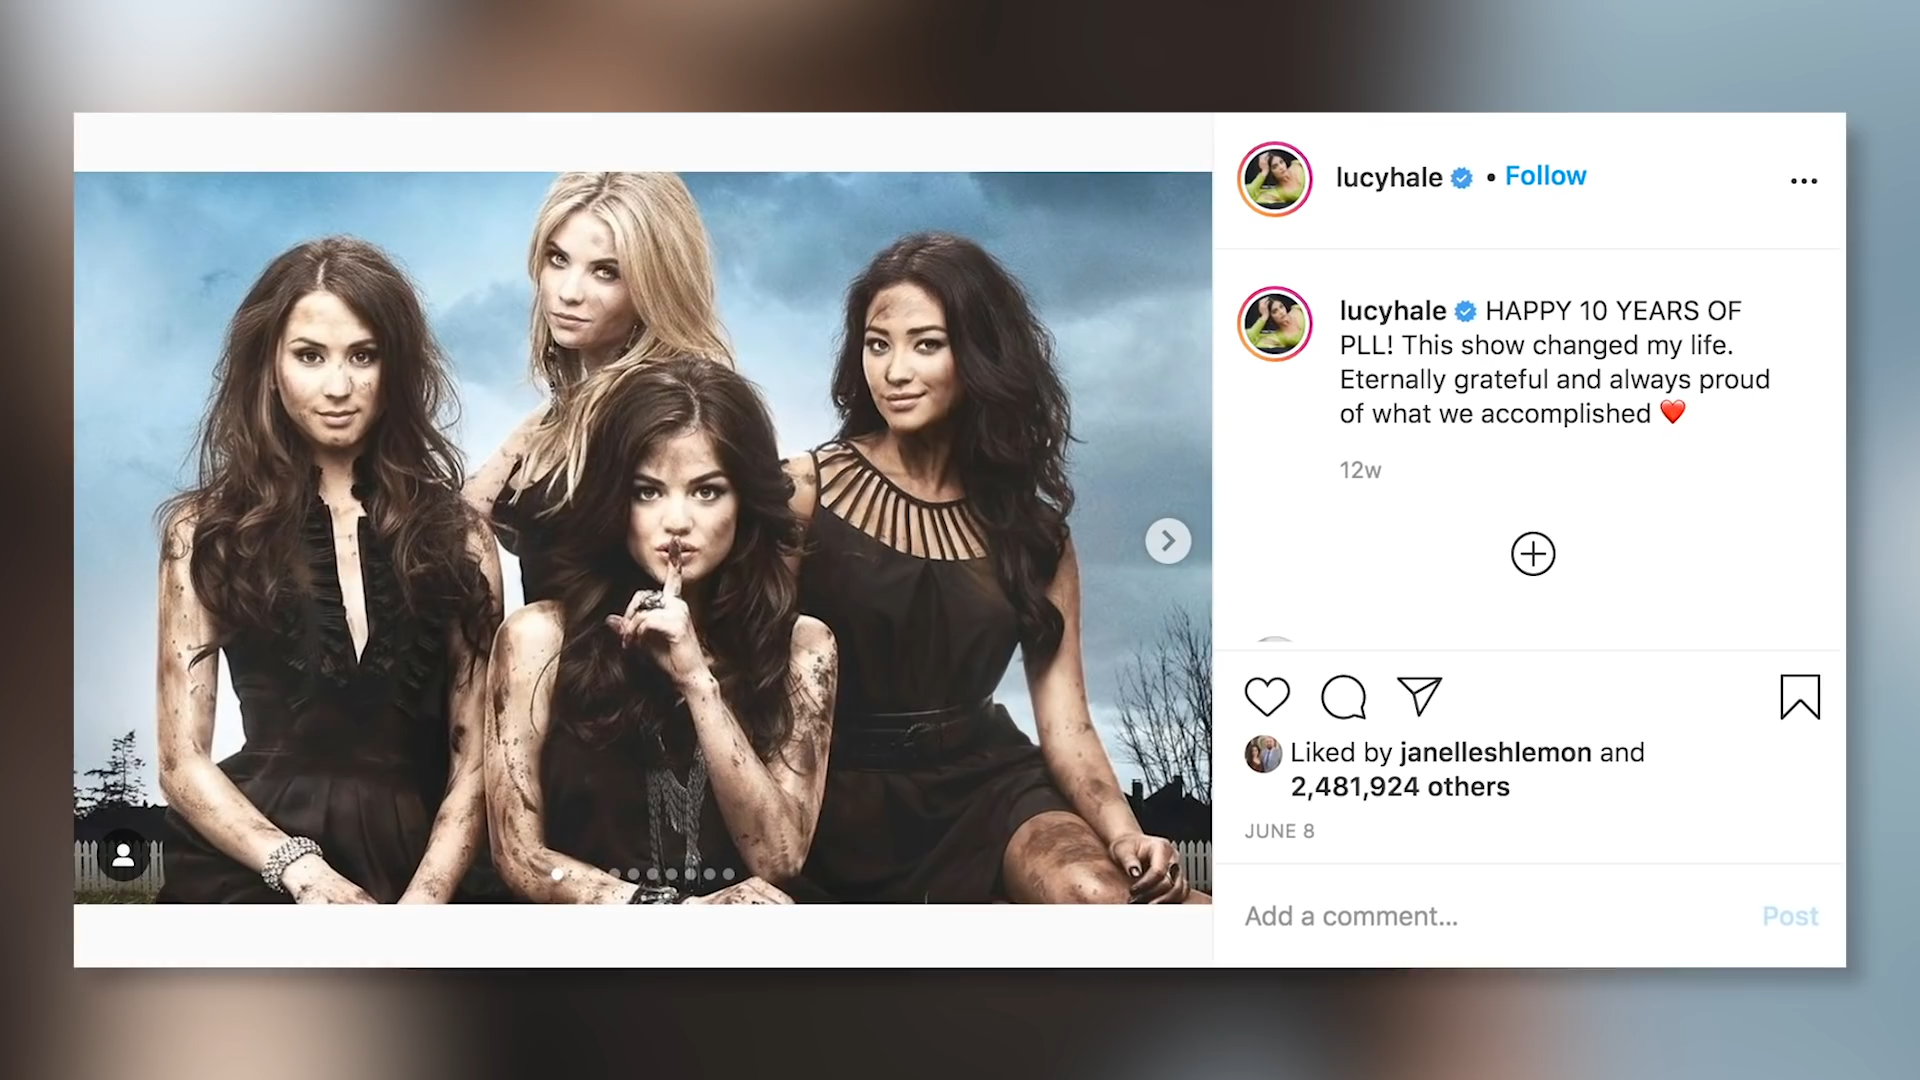 lucyhale • Follow
lucyhale HAPPY 10 YEARS OF
PLL! This show changed my life.
Eternally grateful and always proud
of what we accomplished ❤️
12w
Liked by janelleshlemon and
2,481,924 others
JUNE 8
Add a comment...
Post